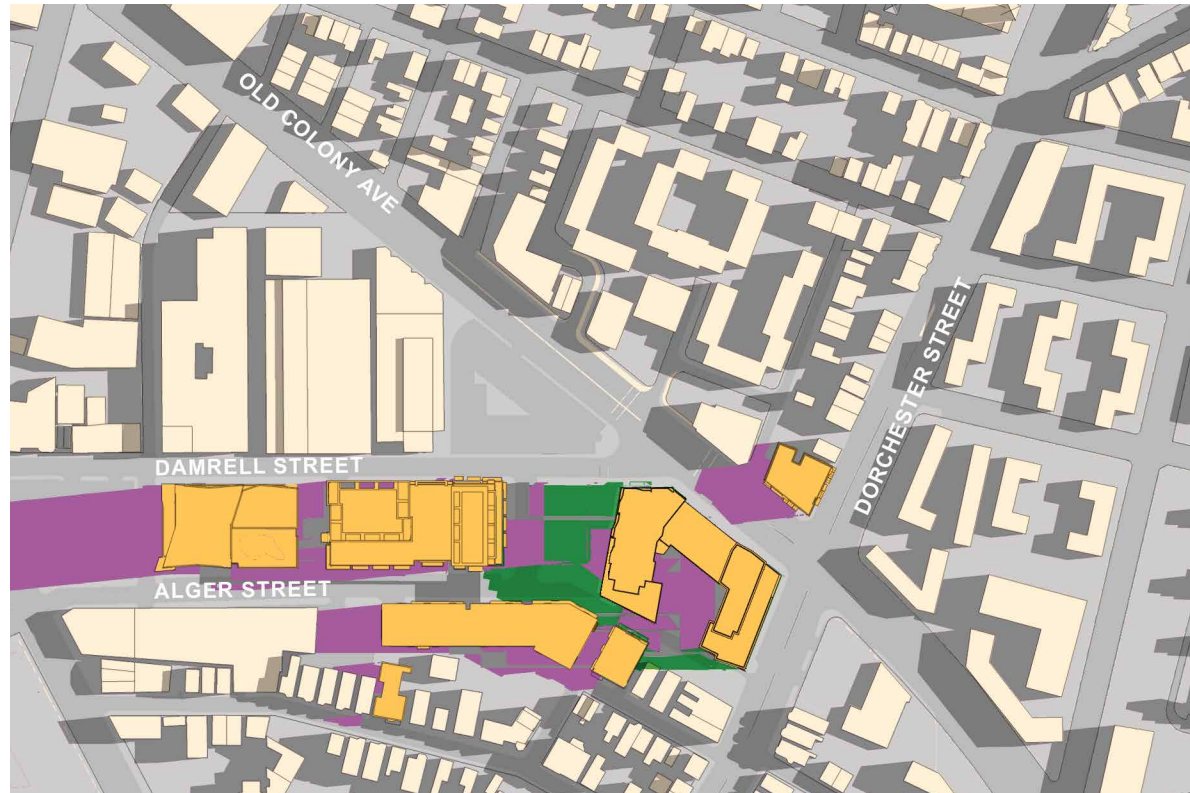 OLD COLONY AVE
DORCHESTER STREET
DAMRELL STREET
ALGER STREET